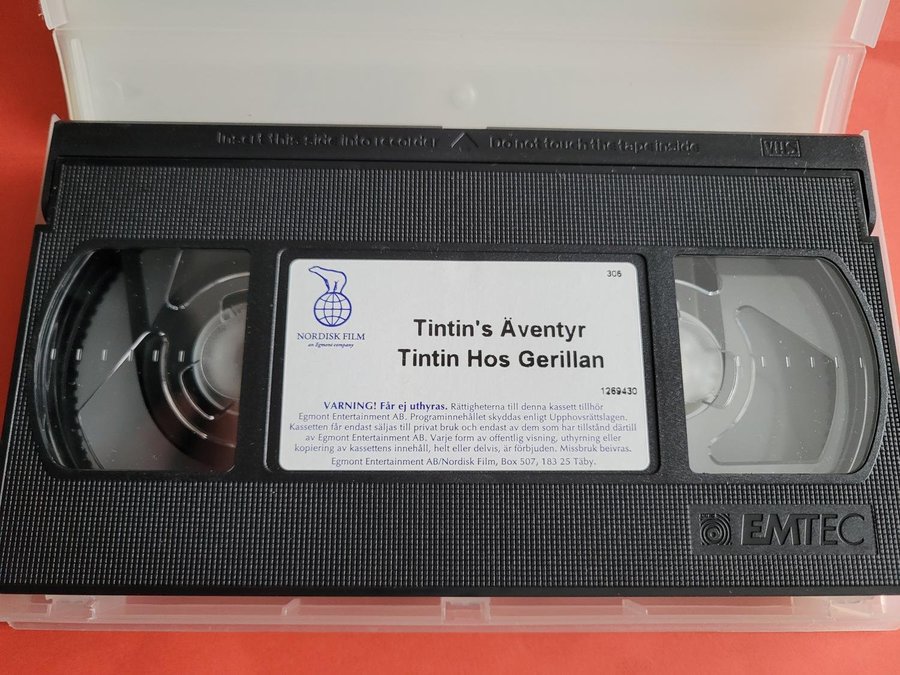 Insert this side into recorder Do not touch the tape inside VHS
306
NORDISK FILM
an Egmont company
Tintin's Äventyr
Tintin Hos Gerillan
1269430
VARNING! Får ej uthyras. Rättigheterna till denna kassett tillhör
Egmont Entertainment AB. Programinnehållet skyddas enligt Upphovsrättslagen.
Kassetten får endast säljas till privat bruk och endast av dem som har tillstånd därtill
av Egmont Entertainment AB. Varje form av offentlig visning, uthyrning eller
kopiering av kassettens innehåll, helt eller delvis, är förbjuden. Missbruk beivras.
Egmont Entertainment AB/Nordisk Film, Box 507, 183 25 Täby.
EMTEC